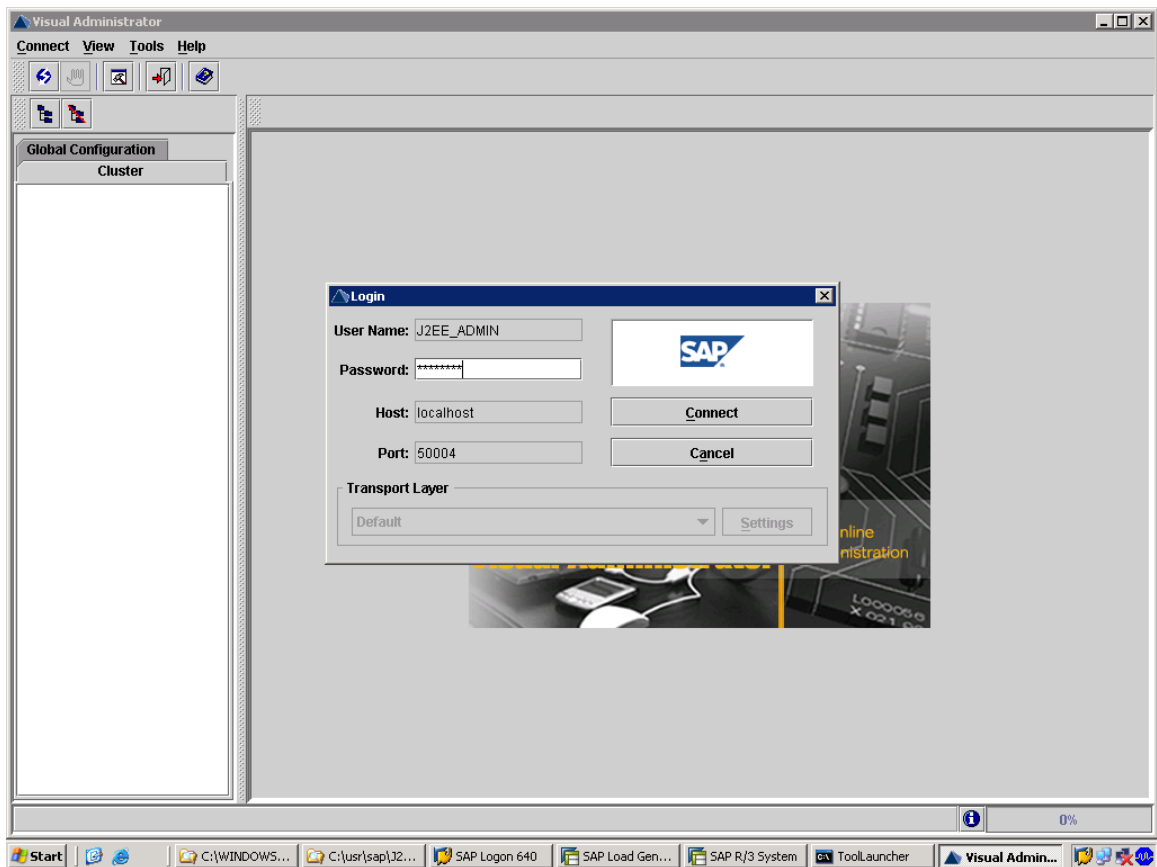 Visual Administrator
Connect View Tools Help
Global Configuration
Cluster
Login
User Name: J2EE_ADMIN
SAP
Password: ********
Host: localhost
Connect
Port: 50004
Cancel
Transport Layer
Default
Settings
nline
nistration
L000056
X 021
0%
Start
C:\WINDOWS...
C:\usr\sap\J2...
SAP Logon 640
SAP Load Gen...
SAP R/3 System
ToolLauncher
Visual Admin...